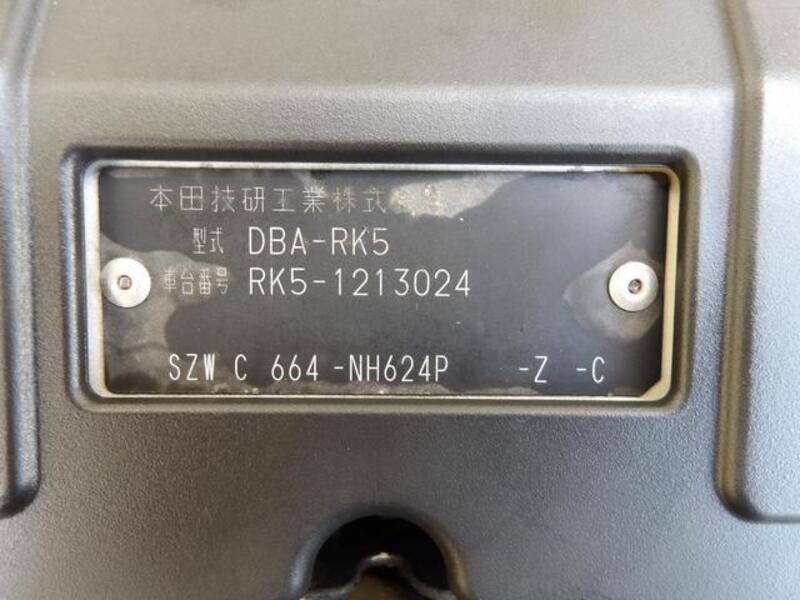 本田技研工業株式会社
型式 DBA-RK5
車台番号 RK5-1213024
SZW C 664 -NH624P -Z -C